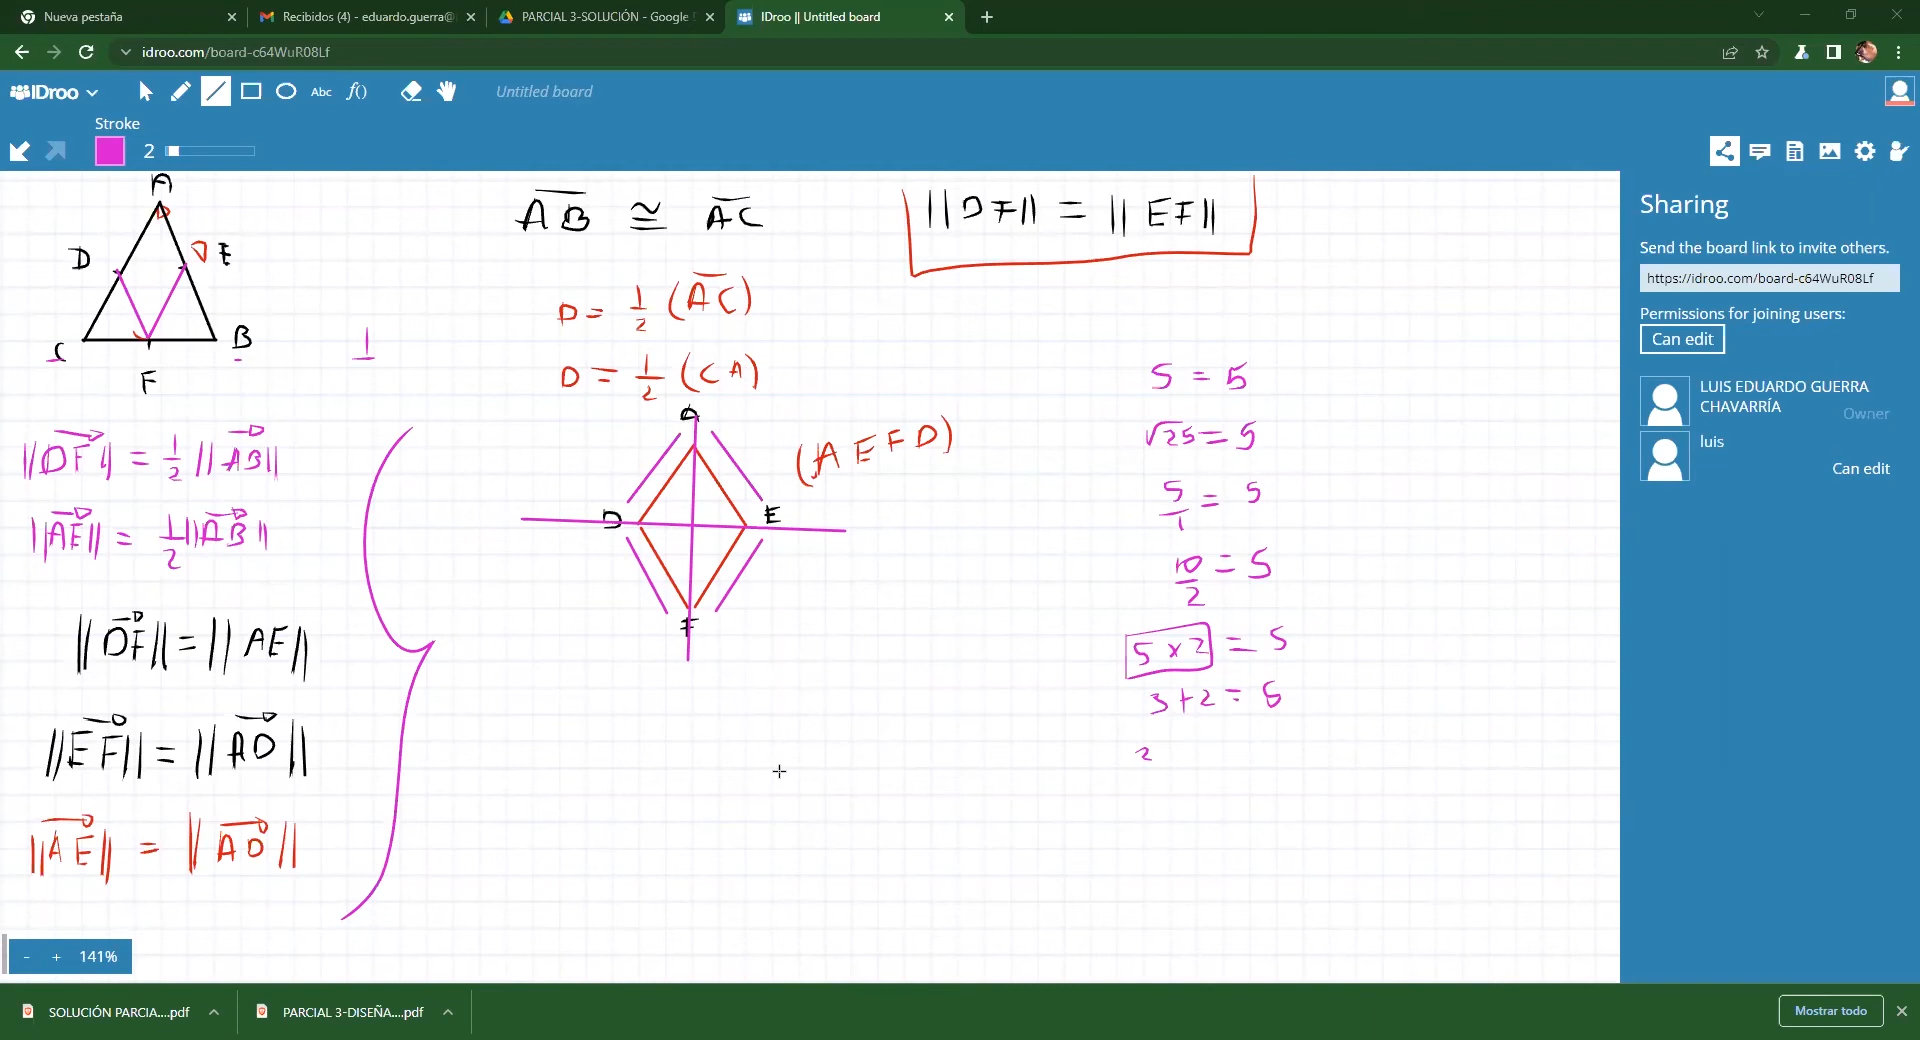 Nueva pestaña
Recibidos (4) - eduardo.guerra@
PARCIAL 3-SOLUCIÓN - Google
IDroo || Untitled board
idroo.com/board-c64WuR08Lf
IDroo
Abc
f()
Untitled board
Stroke
2
A
D
E
C
B
F
1
||DF|| = 1/2 ||AB||
||AE|| = 1/2 ||AB||
||DF|| = || AE||
||EF|| = ||AD||
||AE|| = ||AD||
AB ≅ AC
||DF|| = || EF||
D = 1/2 (AC)
D = 1/2 (CA)
D
E
F
(A E F D)
5 = 5
√25 = 5
5/1 = 5
10/2 = 5
5 x 2 = 5
3 + 2 = 5
2
Sharing
Send the board link to invite others.
https://idroo.com/board-c64WuR08Lf
Permissions for joining users:
Can edit
LUIS EDUARDO GUERRA
CHAVARRÍA
Owner
luis
Can edit
- + 141%
SOLUCIÓN PARCIA....pdf
PARCIAL 3-DISEÑA....pdf
Mostrar todo